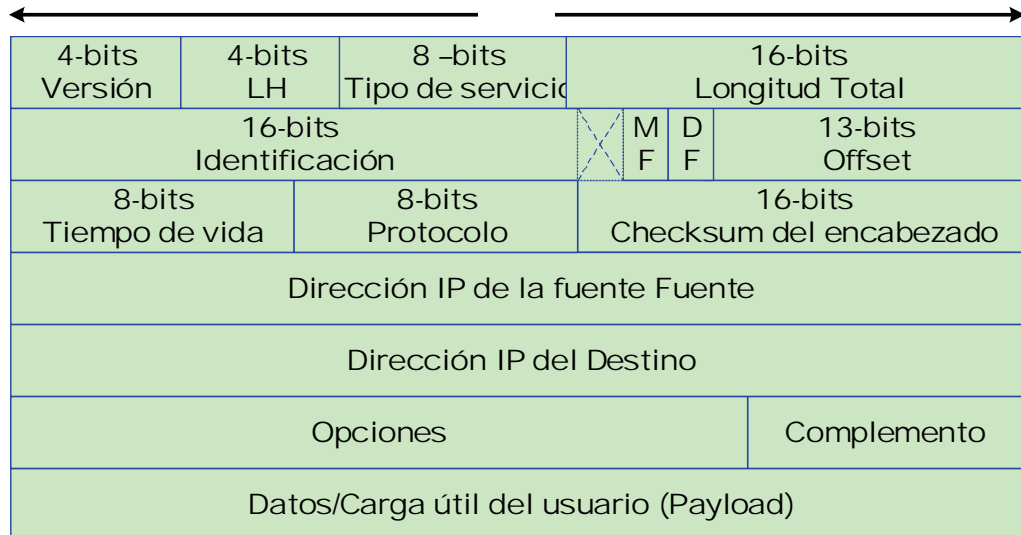 4-bits 4-bits 8 –bits 16-bits
Versión LH Tipo de servicio Longitud Total
16-bits M D 13-bits
Identificación F F Offset
8-bits 8-bits 16-bits
Tiempo de vida Protocolo Checksum del encabezado
Dirección IP de la fuente Fuente
Dirección IP del Destino
Opciones Complemento
Datos/Carga útil del usuario (Payload)